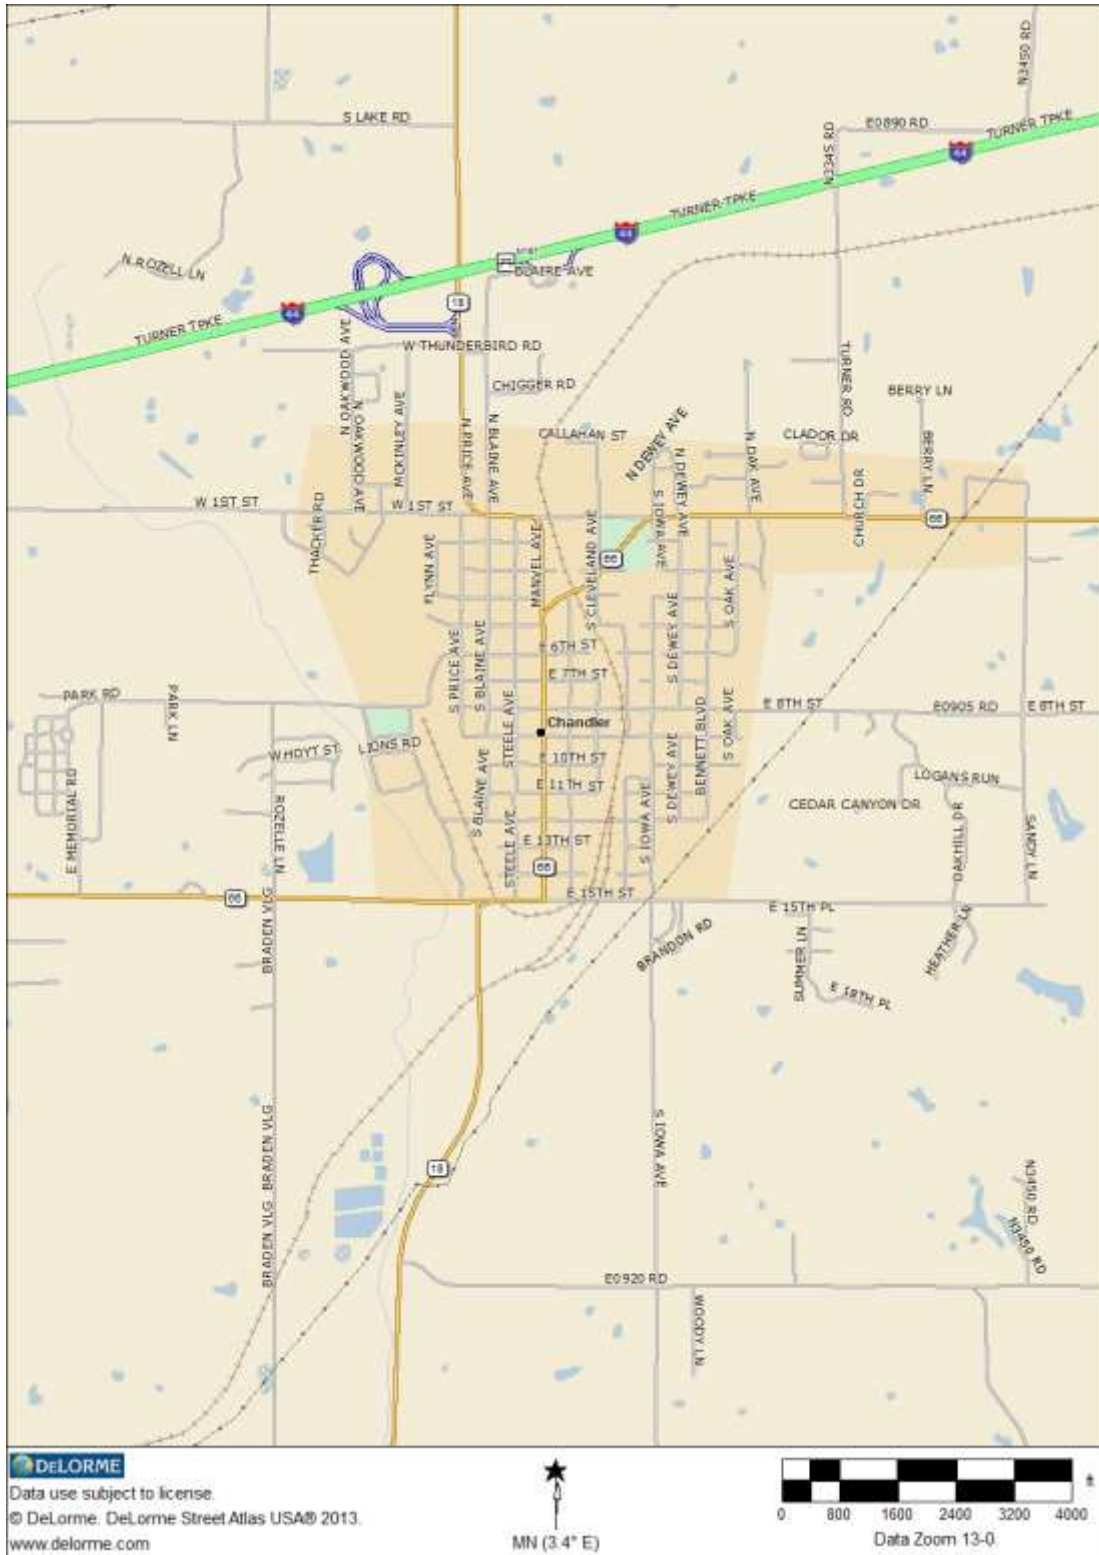 N3450 RD
S LAKE RD
E0890 RD
TURNER TPKE
44
N3345 RD
TURNER TPKE
44
N ROZELL LN
BLAIRE AVE
18
44
TURNER TPKE
W THUNDERBIRD RD
N OAKWOOD AVE
CHIGGER RD
TURNER RD
BERRY LN
MCKINLEY AVE
N OAKWOOD AVE
N PRICE AVE
N BLAINE AVE
CALLAHAN ST
N DEWEY AVE
N DEWEY AVE
N OAK AVE
CLADOR DR
BERRY LN
W 1ST ST
W 1ST ST
THACKER RD
CHURCH DR
66
S IOWA AVE
FLYNN AVE
MANVEL AVE
S CLEVELAND AVE
66
S OAK AVE
S DEWEY AVE
S PRICE AVE
S BLAINE AVE
E 6TH ST
E 7TH ST
PARK RD
PARK LN
STEELE AVE
Chandler
BENNETT BLVD
S OAK AVE
E 8TH ST
E0905 RD
E 8TH ST
W HOYT ST
LIONS RD
E 10TH ST
S DEWEY AVE
E MEMORIAL RD
ROZELLE LN
S BLAINE AVE
E 11TH ST
S IOWA AVE
LOGANS RUN
CEDAR CANYON DR
OAKHILL DR
SANDY LN
STEELE AVE
E 13TH ST
66
66
E 15TH ST
E 15TH PL
BRADEN VLG
BRANDON RD
SUMMER LN
HEATHER LN
E 18TH PL
BRADEN VLG
BRADEN VLG
S IOWA AVE
18
N3450 RD
N3450 RD
E0920 RD
WOODY LN
DELORME
Data use subject to license.
© DeLorme. DeLorme Street Atlas USA® 2013.
www.delorme.com
MN (3.4° E)
ft
0 800 1600 2400 3200 4000
Data Zoom 13-0